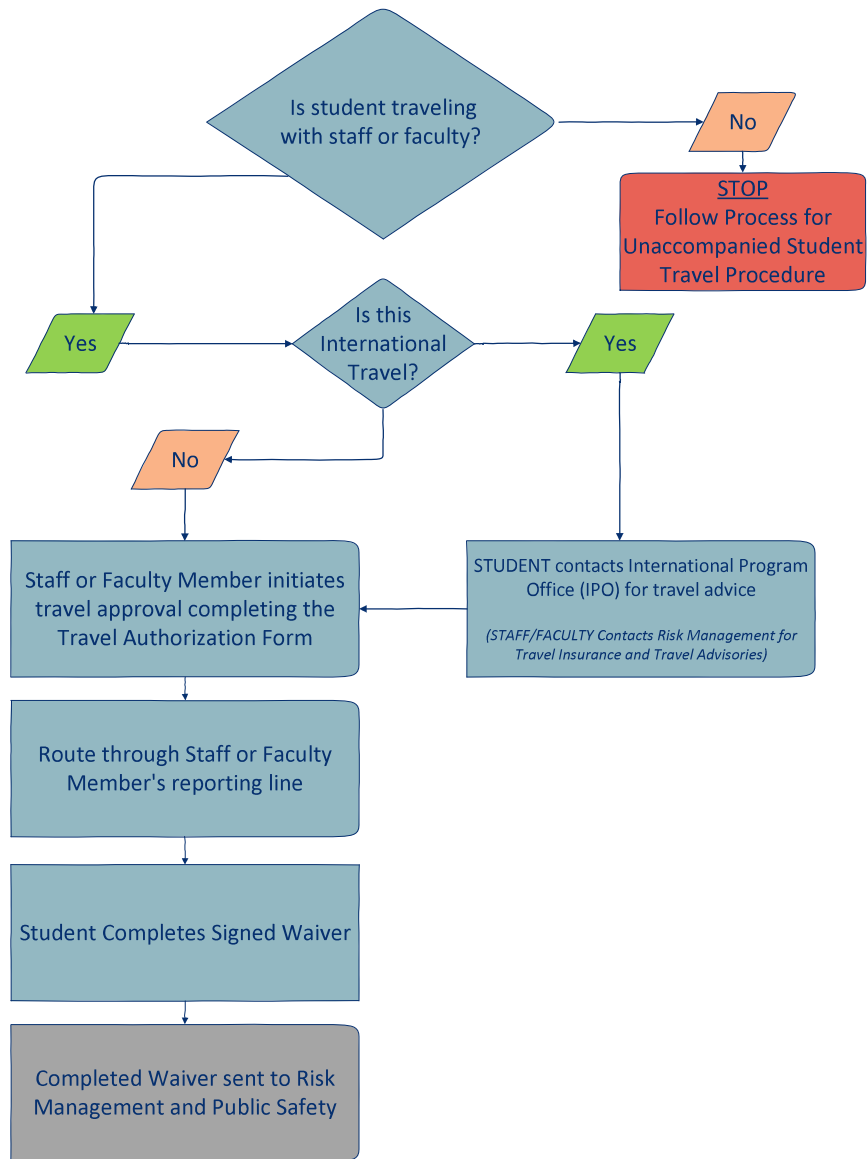 Is student traveling
with staff or faculty?
No
STOP
Follow Process for
Unaccompanied Student
Travel Procedure
Yes
Is this
International
Travel?
Yes
No
Staff or Faculty Member initiates
travel approval completing the
Travel Authorization Form
STUDENT contacts International Program
Office (IPO) for travel advice
(STAFF/FACULTY Contacts Risk Management for
Travel Insurance and Travel Advisories)
Route through Staff or Faculty
Member's reporting line
Student Completes Signed Waiver
Completed Waiver sent to Risk
Management and Public Safety